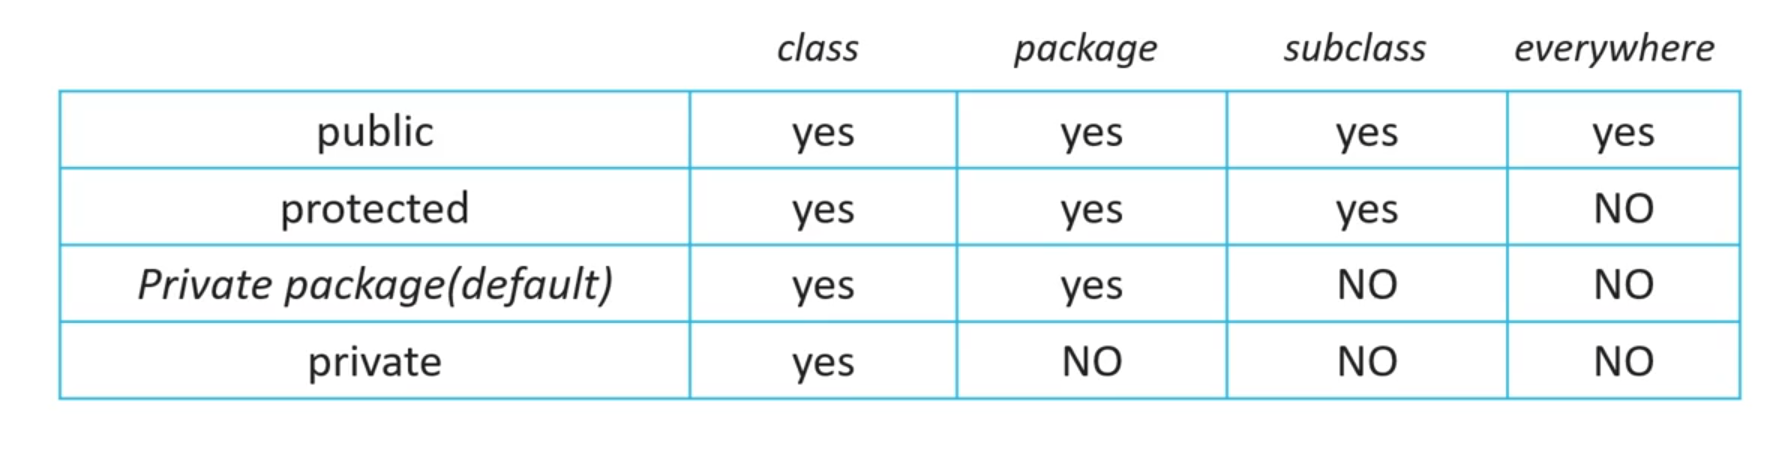 class package subclass everywhere
public yes yes yes yes
protected yes yes yes NO
Private package(default) yes yes NO NO
private yes NO NO NO